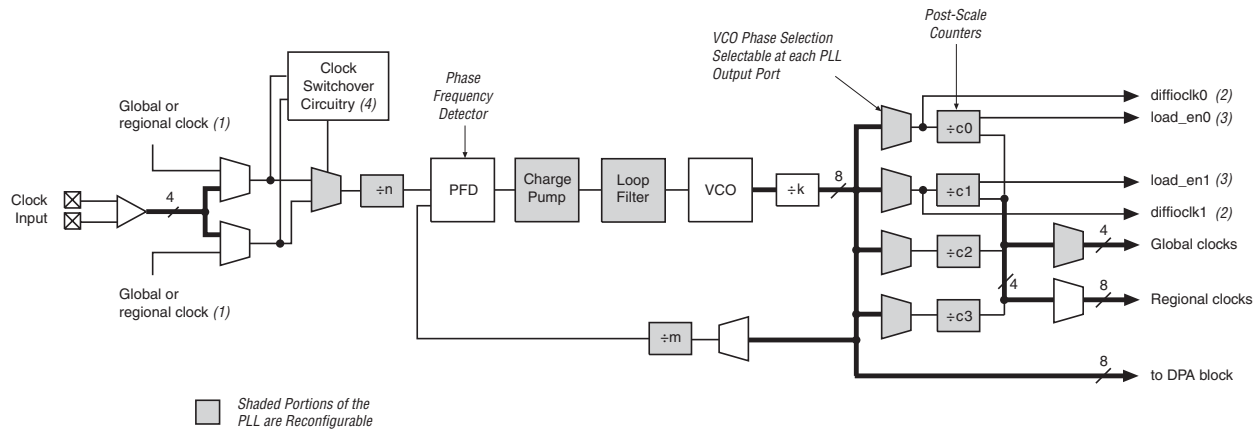 Post-Scale
Counters
VCO Phase Selection
Selectable at each PLL
Output Port
Clock
Switchover
Circuitry (4)
Phase
Frequency
Detector
Global or
regional clock (1)
diffioclk0 (2)
load_en0 (3)
÷c0
Clock
Input
4
÷n
PFD
Charge
Pump
Loop
Filter
VCO
÷k
8
÷c1
load_en1 (3)
diffioclk1 (2)
÷c2
4
Global clocks
4
Global or
regional clock (1)
÷c3
8
Regional clocks
÷m
8
to DPA block
Shaded Portions of the
PLL are Reconfigurable